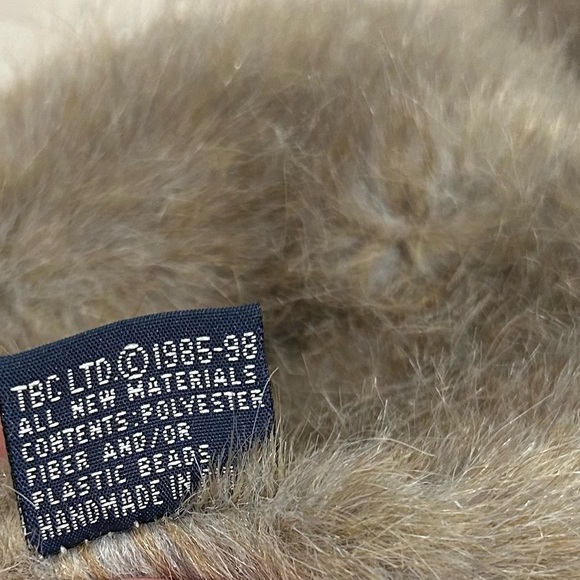 TBC LTD.©1985-98
ALL NEW MATERIALS
CONTENTS:POLYESTER
FIBER AND/OR
PLASTIC BEADS
HANDMADE IN